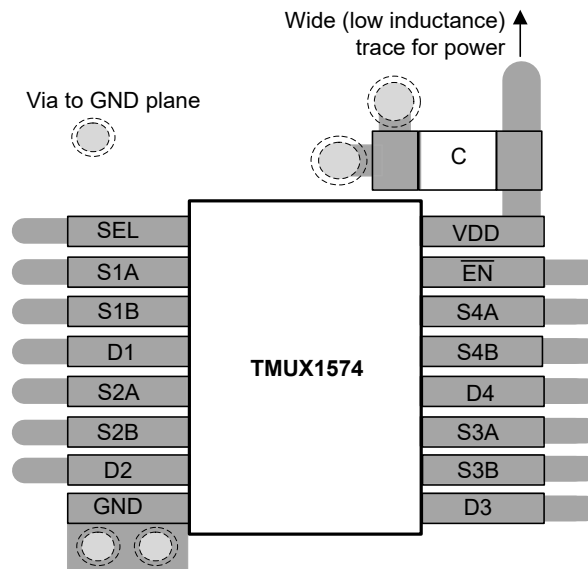 Wide (low inductance)
trace for power
Via to GND plane
C
SEL
S1A
S1B
D1
S2A
S2B
D2
GND
TMUX1574
VDD
E̅N̅
S4A
S4B
D4
S3A
S3B
D3